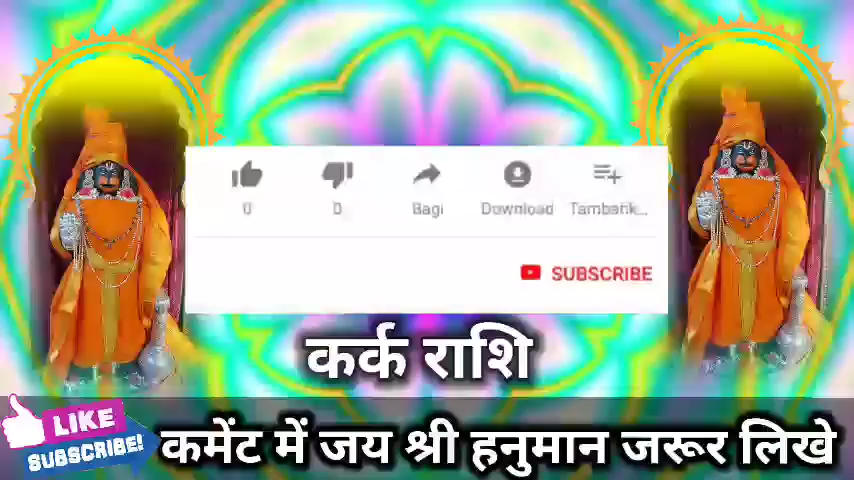 0 0 Bagi Download Tambahk...
SUBSCRIBE
कर्क राशि
LIKE
SUBSCRIBE!
कमेंट में जय श्री हनुमान जरूर लिखे